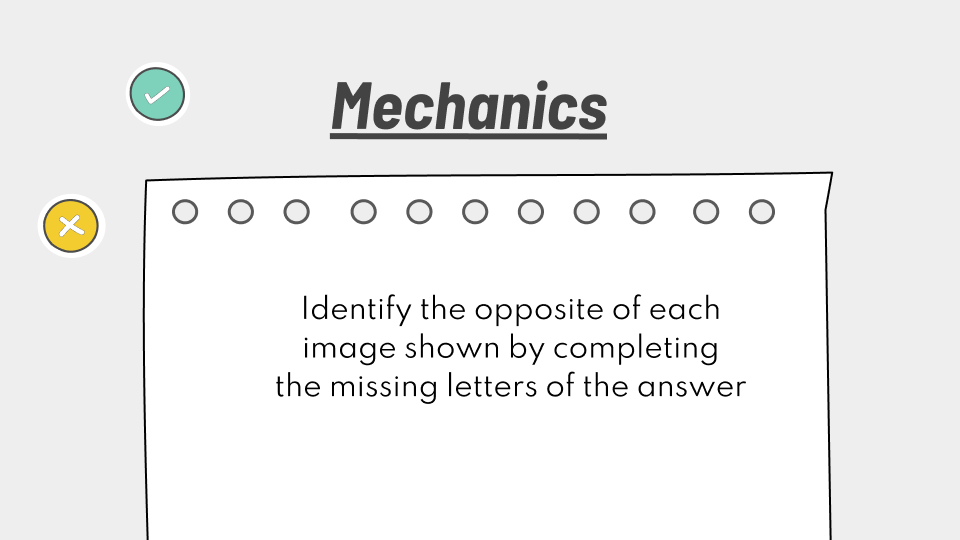 Mechanics
Identify the opposite of each
image shown by completing
the missing letters of the answer